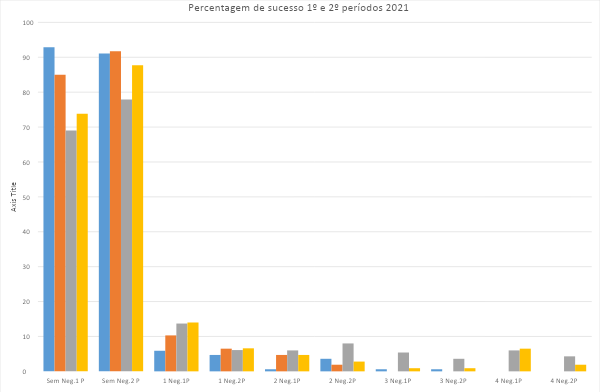 Percentagem de sucesso 1º e 2º períodos 2021
100
90
80
70
60
50
40
30
20
10
0
Axis Title
Sem Neg.1 P
Sem Neg.2 P
1 Neg.1P
1 Neg.2P
2 Neg.1P
2 Neg.2P
3 Neg.1P
3 Neg.2P
4 Neg.1P
4 Neg.2P